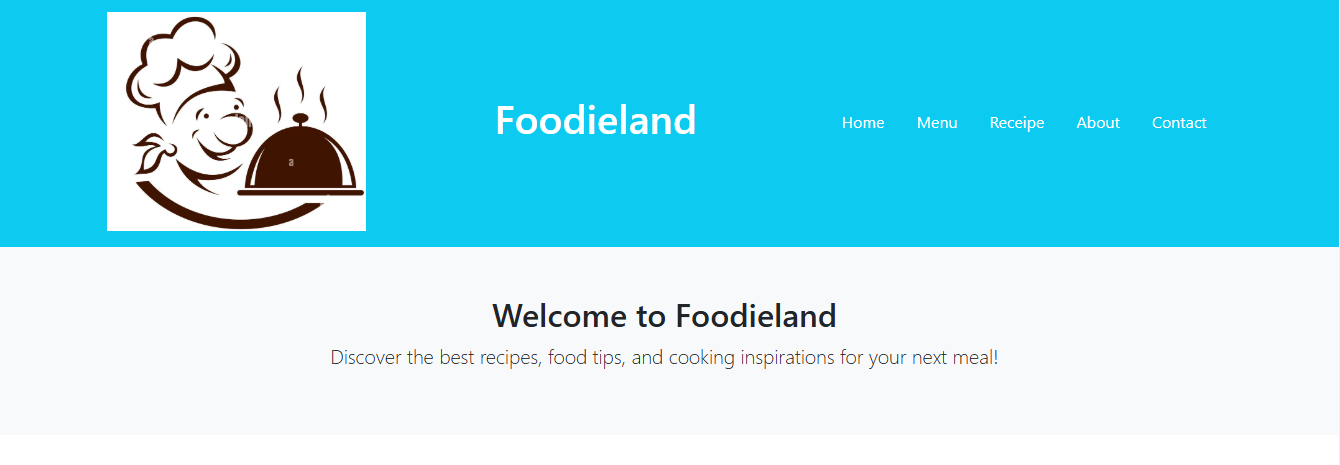 Foodieland
Home Menu Receipe About Contact
a
Welcome to Foodieland
Discover the best recipes, food tips, and cooking inspirations for your next meal!